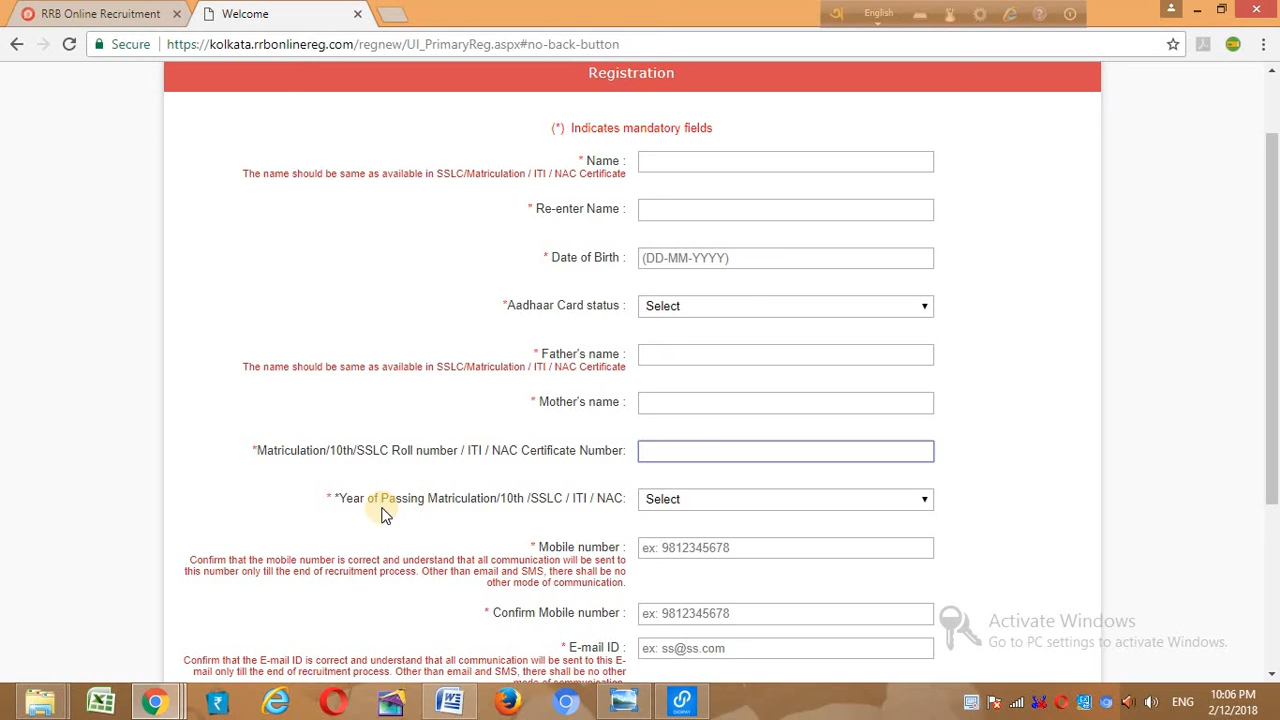 RRB Online Recruitment
Welcome
English
Secure https://kolkata.rrbonlinereg.com/regnew/UI_PrimaryReg.aspx#no-back-button
Registration
(*) Indicates mandatory fields
* Name :
The name should be same as available in SSLC/Matriculation / ITI / NAC Certificate
* Re-enter Name :
* Date of Birth : (DD-MM-YYYY)
*Aadhaar Card status : Select
* Father's name :
The name should be same as available in SSLC/Matriculation / ITI / NAC Certificate
* Mother's name :
*Matriculation/10th/SSLC Roll number / ITI / NAC Certificate Number:
* *Year of Passing Matriculation/10th /SSLC / ITI / NAC: Select
* Mobile number : ex: 9812345678
Confirm that the mobile number is correct and understand that all communication will be sent to
this number only till the end of recruitment process. Other than email and SMS, there shall be no
other mode of communication.
* Confirm Mobile number : ex: 9812345678
* E-mail ID : ex: ss@ss.com
Confirm that the E-mail ID is correct and understand that all communication will be sent to this E-
mail only till the end of recruitment process. Other than email and SMS, there shall be no
other mode of communication.
Activate Windows
Go to PC settings to activate Windows.
ENG
10:06 PM
2/12/2018